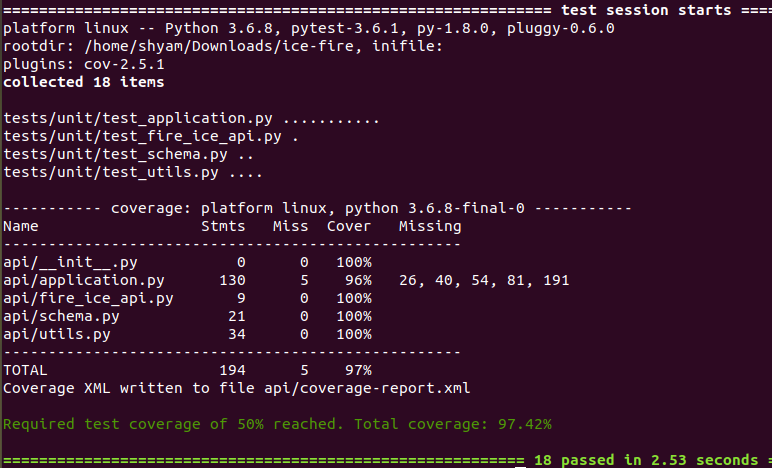 ============================================================= test session starts ====
platform linux -- Python 3.6.8, pytest-3.6.1, py-1.8.0, pluggy-0.6.0
rootdir: /home/shyam/Downloads/ice-fire, inifile:
plugins: cov-2.5.1
collected 18 items

tests/unit/test_application.py ...........
tests/unit/test_fire_ice_api.py .
tests/unit/test_schema.py ..
tests/unit/test_utils.py ....

----------- coverage: platform linux, python 3.6.8-final-0 -----------
Name                  Stmts   Miss  Cover   Missing
---------------------------------------------------
api/__init__.py           0      0   100%
api/application.py      130      5    96%   26, 40, 54, 81, 191
api/fire_ice_api.py       9      0   100%
api/schema.py            21      0   100%
api/utils.py             34      0   100%
---------------------------------------------------
TOTAL                   194      5    97%
Coverage XML written to file api/coverage-report.xml

Required test coverage of 50% reached. Total coverage: 97.42%

========================================================== 18 passed in 2.53 seconds =